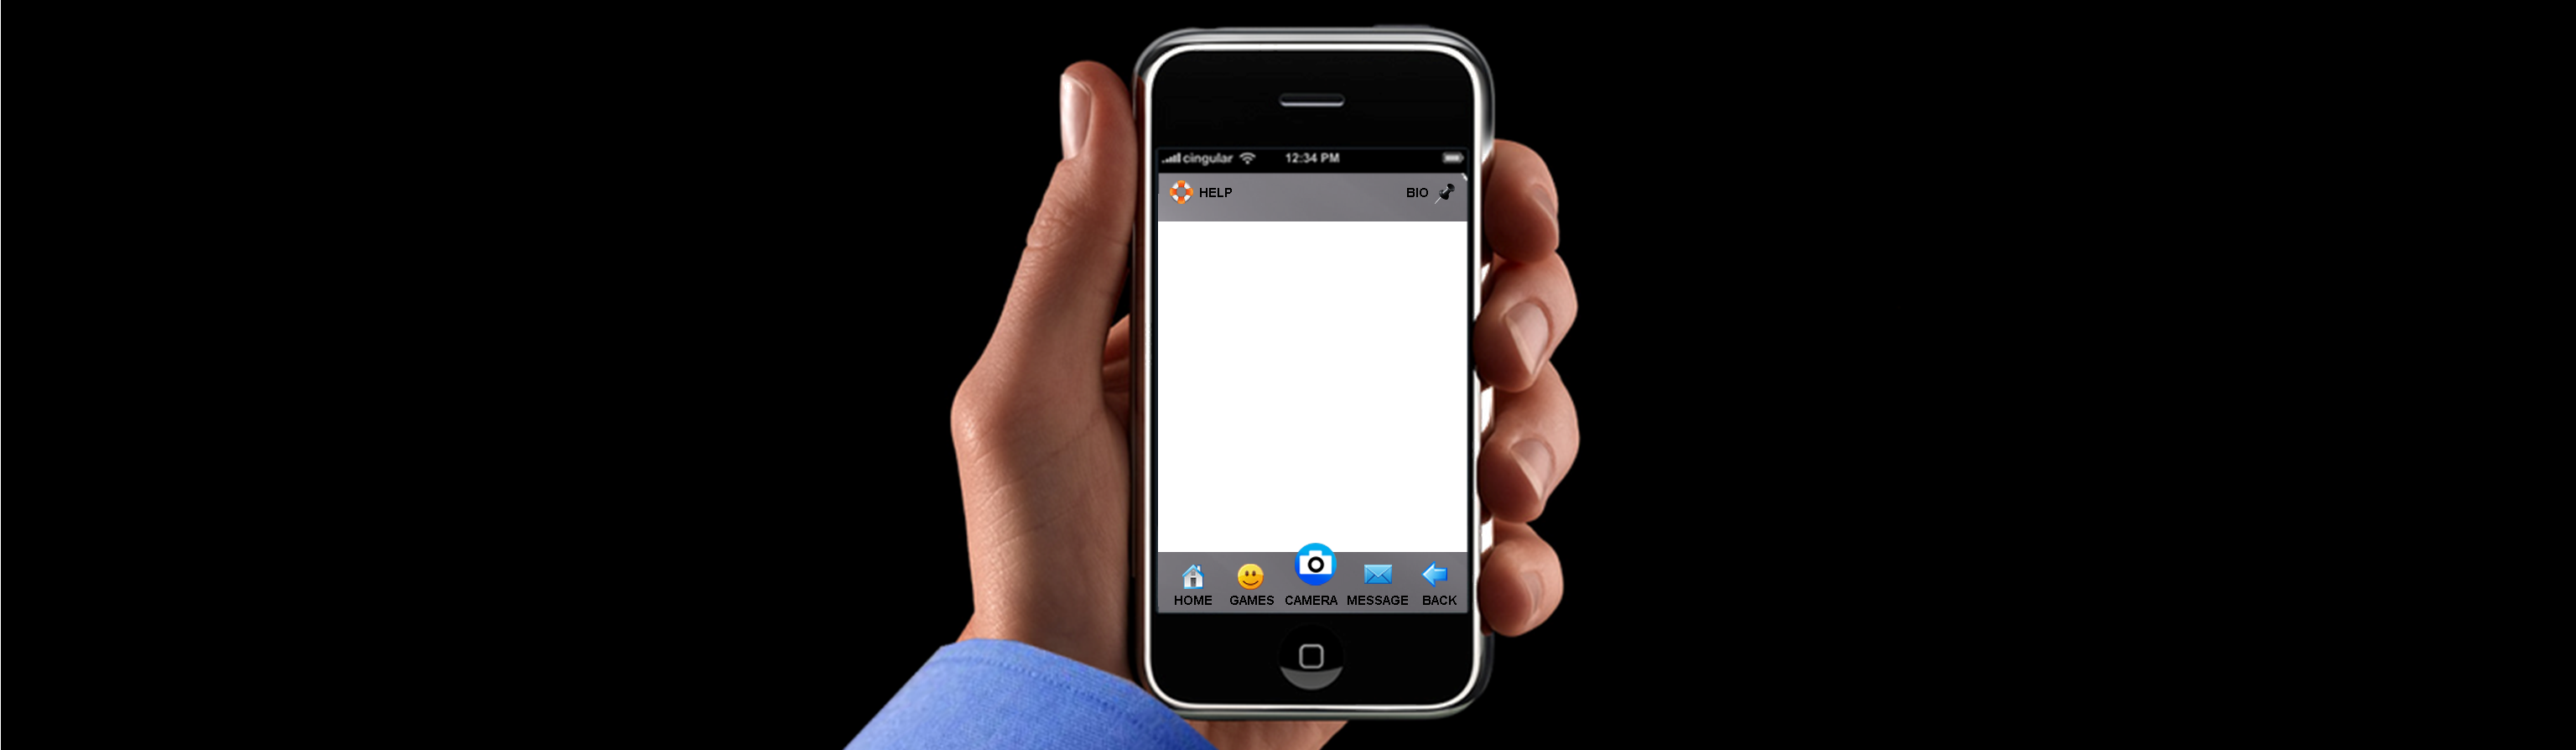 cingular 12:34 PM
HELP BIO
HOME GAMES CAMERA MESSAGE BACK